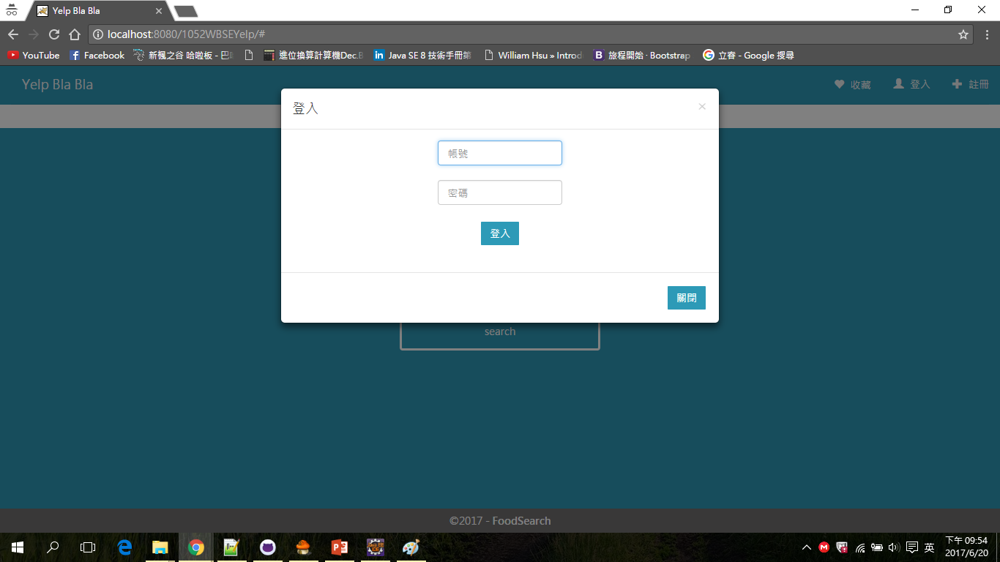 Yelp Bla Bla
localhost:8080/1052WBSEYelp/#
YouTube Facebook 新楓之谷 哈啦板 - 巴 進位換算計算機Dec.B Java SE 8 技術手冊第 William Hsu » Introd 旅程開始 · Bootstrap 立春 - Google 搜尋
Yelp Bla Bla 收藏 登入 註冊
登入 ×
帳號
密碼
登入
關閉
search
©2017 - FoodSearch
英 下午 09:54
2017/6/20